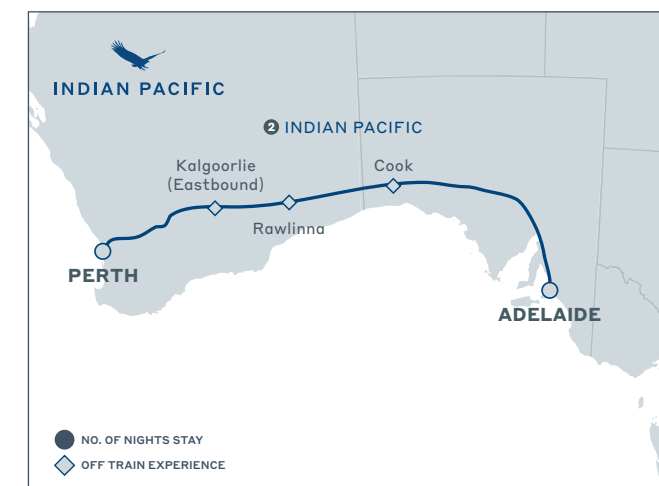 INDIAN PACIFIC
2 INDIAN PACIFIC
Kalgoorlie
(Eastbound)
Cook
Rawlinna
PERTH
ADELAIDE
NO. OF NIGHTS STAY
OFF TRAIN EXPERIENCE